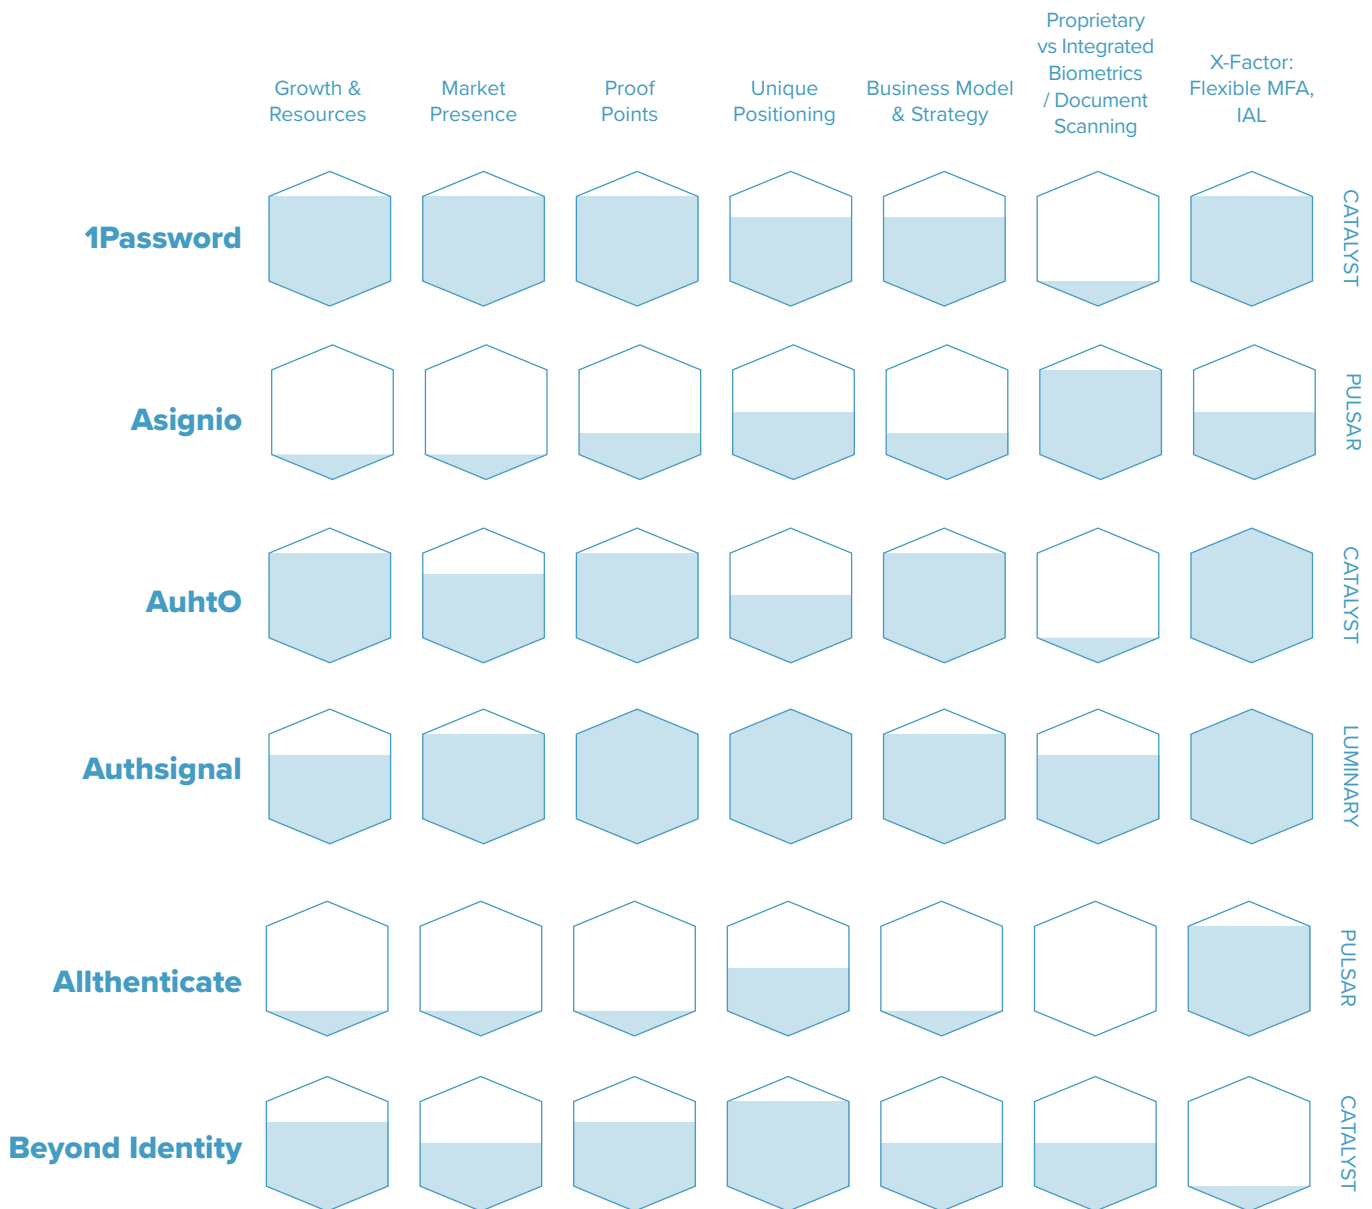 Growth &
Resources
Market
Presence
Proof
Points
Unique
Positioning
Business Model
& Strategy
Proprietary
vs Integrated
Biometrics
/ Document
Scanning
X-Factor:
Flexible MFA,
IAL
1Password
CATALYST
Asignio
PULSAR
AuhtO
CATALYST
Authsignal
LUMINARY
Allthenticate
PULSAR
Beyond Identity
CATALYST